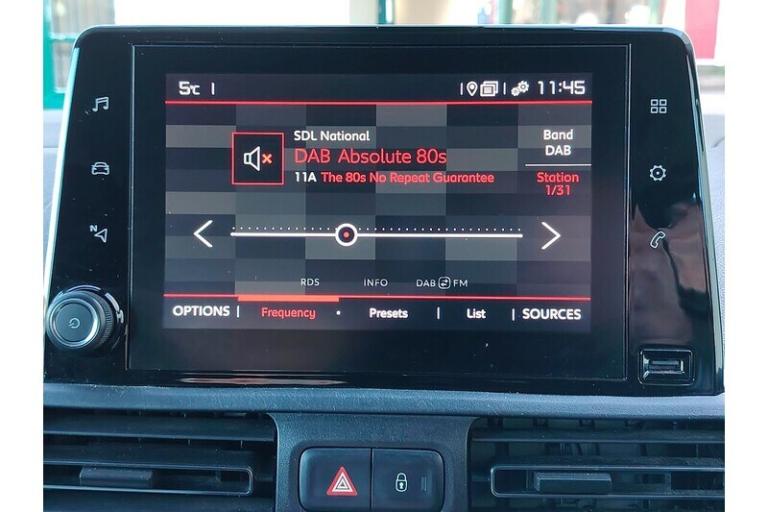 5°C
11:45
SDL National
DAB Absolute 80s
11A The 80s No Repeat Guarantee
Band
DAB
Station
1/31
N
RDS INFO DAB FM
OPTIONS Frequency Presets List SOURCES